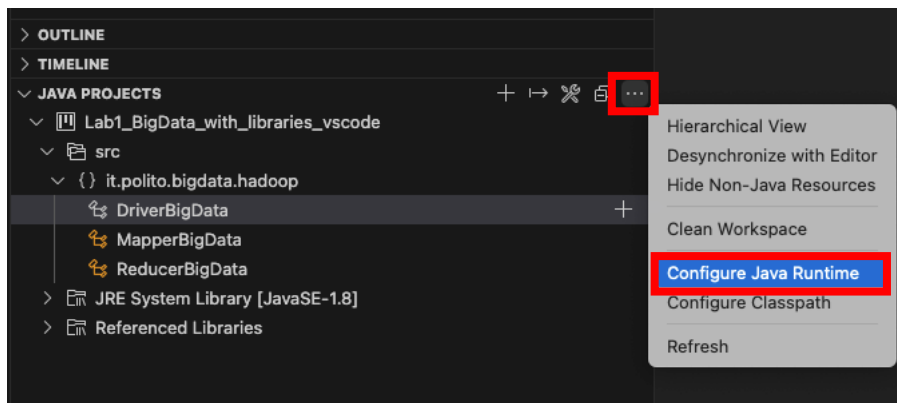 OUTLINE
TIMELINE
JAVA PROJECTS
Lab1_BigData_with_libraries_vscode
src
{} it.polito.bigdata.hadoop
DriverBigData
MapperBigData
ReducerBigData
JRE System Library [JavaSE-1.8]
Referenced Libraries
Hierarchical View
Desynchronize with Editor
Hide Non-Java Resources
Clean Workspace
Configure Java Runtime
Configure Classpath
Refresh